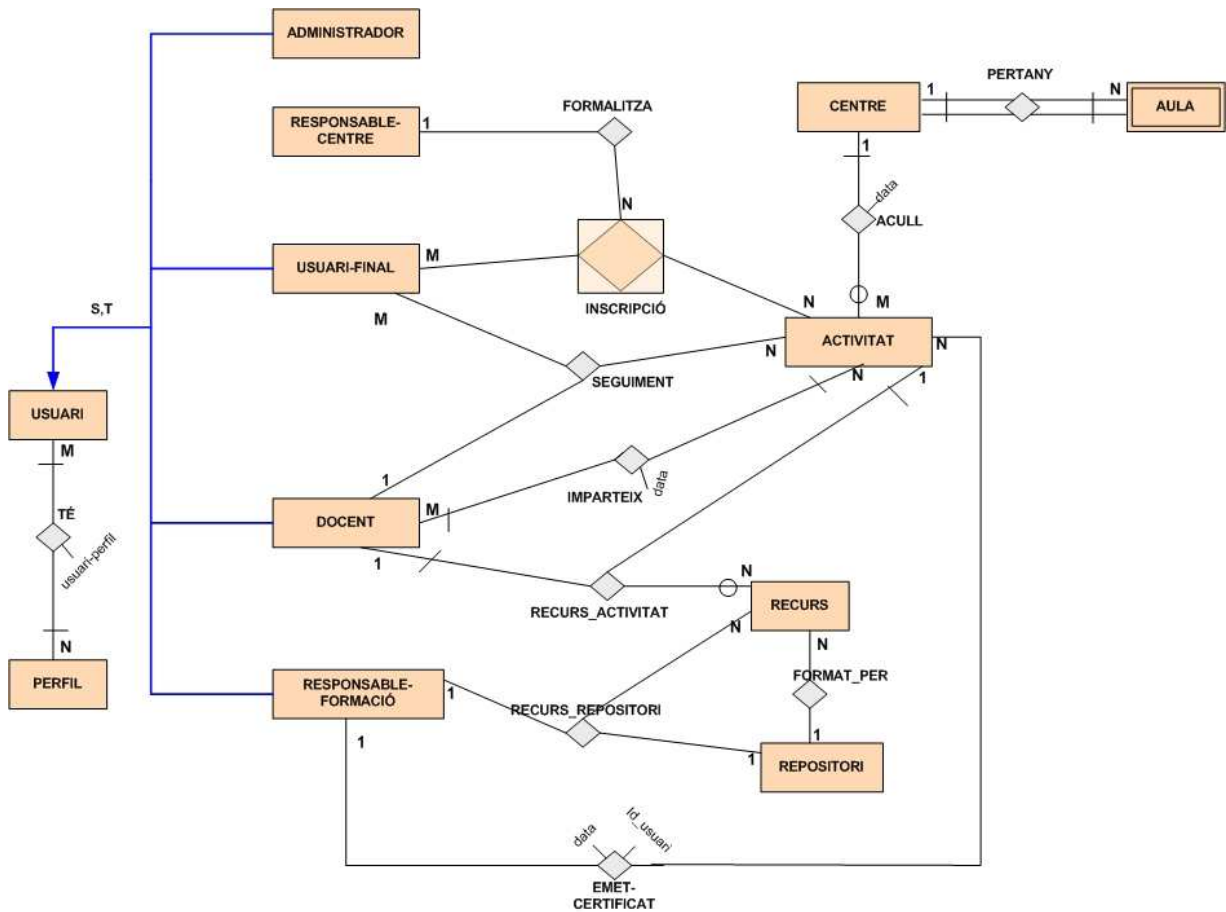 ADMINISTRADOR
FORMALITZA
PERTANY
RESPONSABLE-
CENTRE
1
1
CENTRE
N
AULA
1
data
ACULL
N
M
USUARI-FINAL
INSCRIPCIÓ
M
N
M
S,T
ACTIVITAT
N
N
SEGUIMENT
N
1
USUARI
M
1
IMPARTEIX
data
M
DOCENT
TÉ
usuari-perfil
1
N
RECURS_ACTIVITAT
RECURS
N
N
N
PERFIL
RESPONSABLE-
FORMACIÓ
FORMAT_PER
1
RECURS_REPOSITORI
1
1
1
REPOSITORI
data
Id_usuari
EMET-
CERTIFICAT